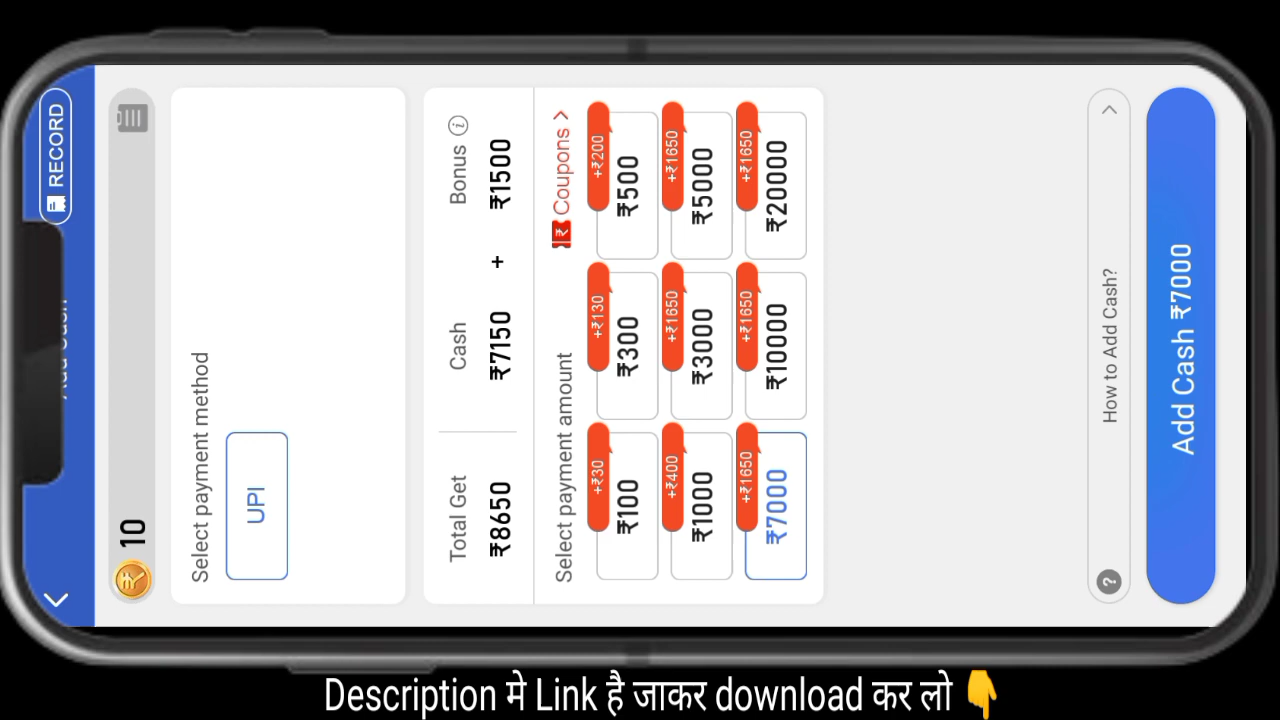 RECORD
10
Select payment method
UPI
Total Get Cash Bonus
₹8650 ₹7150 + ₹1500
Select payment amount Coupons >
+₹30 +₹130 +₹200
₹100 ₹300 ₹500
+₹400 +₹1650 +₹1650
₹1000 ₹3000 ₹5000
+₹1650 +₹1650 +₹1650
₹7000 ₹10000 ₹20000
How to Add Cash?
Add Cash ₹7000
Description मे Link है जाकर download कर लो 👇